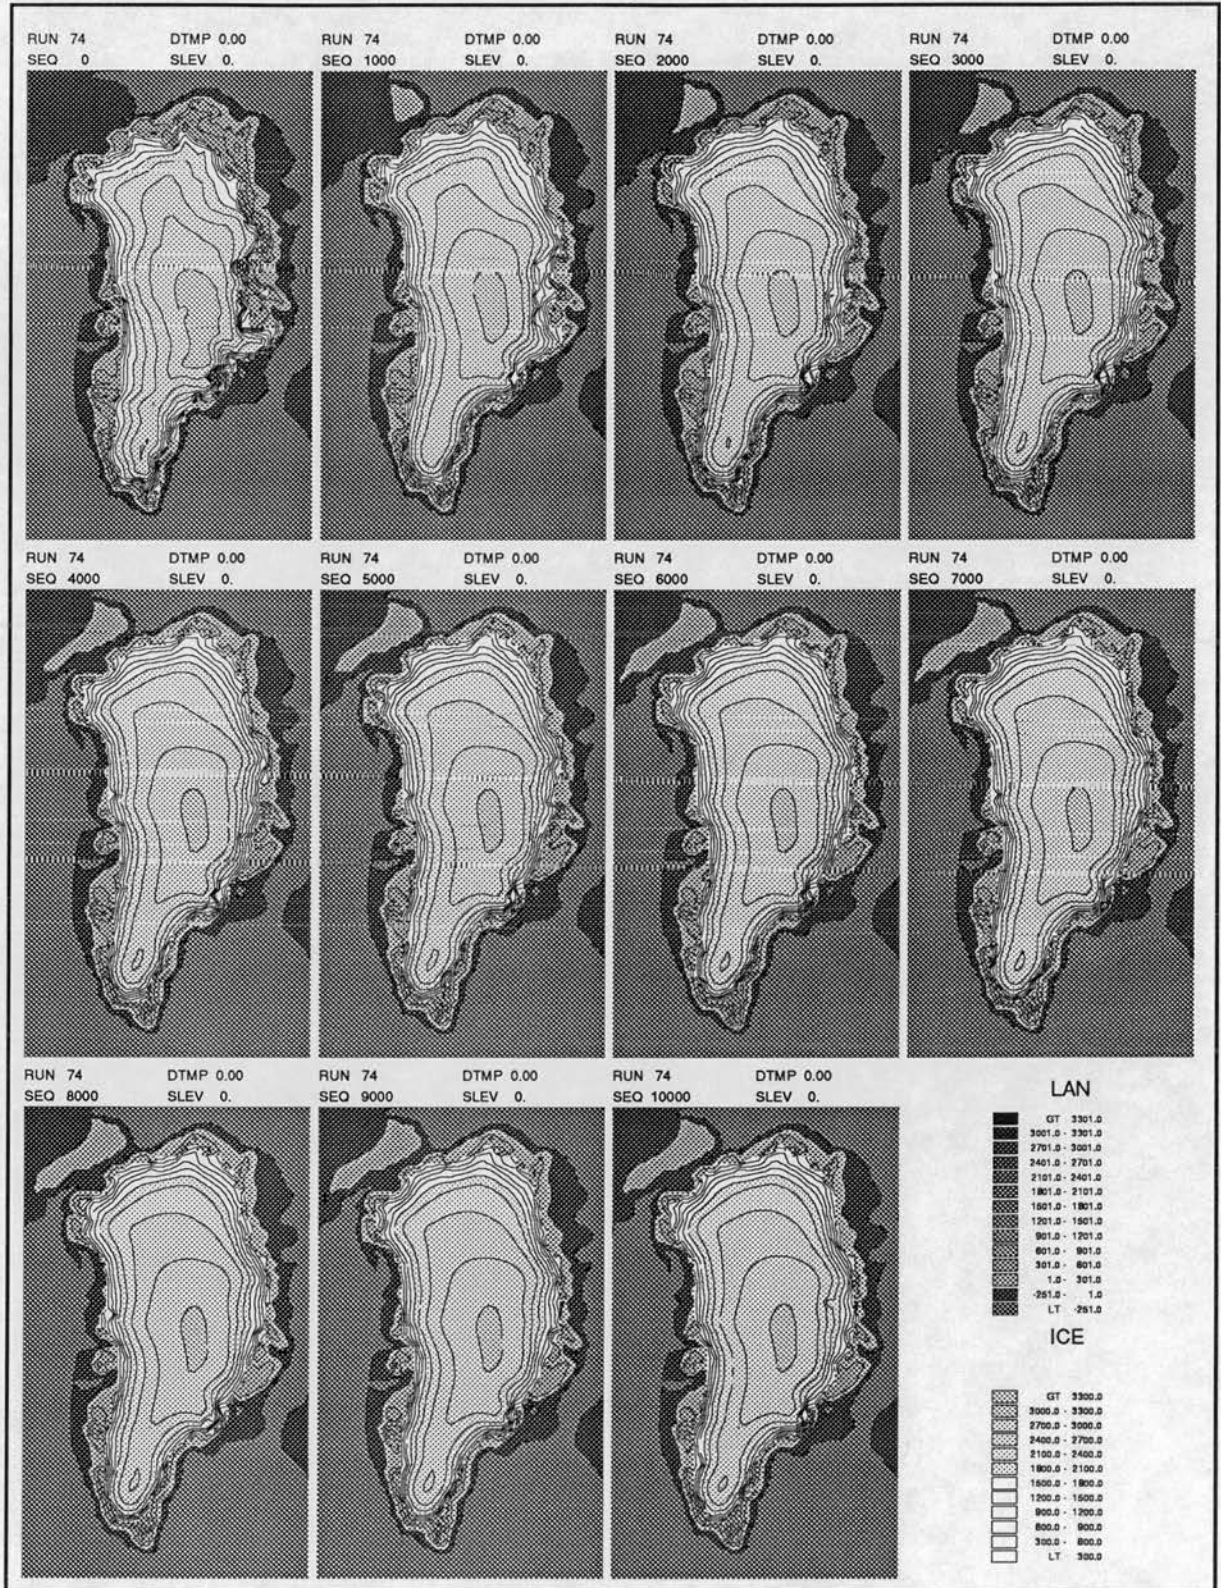 RUN 74 DTMP 0.00
SEQ 0 SLEV 0.
RUN 74 DTMP 0.00
SEQ 1000 SLEV 0.
RUN 74 DTMP 0.00
SEQ 2000 SLEV 0.
RUN 74 DTMP 0.00
SEQ 3000 SLEV 0.
RUN 74 DTMP 0.00
SEQ 4000 SLEV 0.
RUN 74 DTMP 0.00
SEQ 5000 SLEV 0.
RUN 74 DTMP 0.00
SEQ 6000 SLEV 0.
RUN 74 DTMP 0.00
SEQ 7000 SLEV 0.
RUN 74 DTMP 0.00
SEQ 8000 SLEV 0.
RUN 74 DTMP 0.00
SEQ 9000 SLEV 0.
RUN 74 DTMP 0.00
SEQ 10000 SLEV 0.
LAN
GT 3301.0
3001.0 - 3301.0
2701.0 - 3001.0
2401.0 - 2701.0
2101.0 - 2401.0
1801.0 - 2101.0
1501.0 - 1801.0
1201.0 - 1501.0
901.0 - 1201.0
601.0 - 901.0
301.0 - 601.0
1.0 - 301.0
-251.0 - 1.0
LT -251.0
ICE
GT 3300.0
3000.0 - 3300.0
2700.0 - 3000.0
2400.0 - 2700.0
2100.0 - 2400.0
1800.0 - 2100.0
1500.0 - 1800.0
1200.0 - 1500.0
900.0 - 1200.0
600.0 - 900.0
300.0 - 600.0
LT 300.0